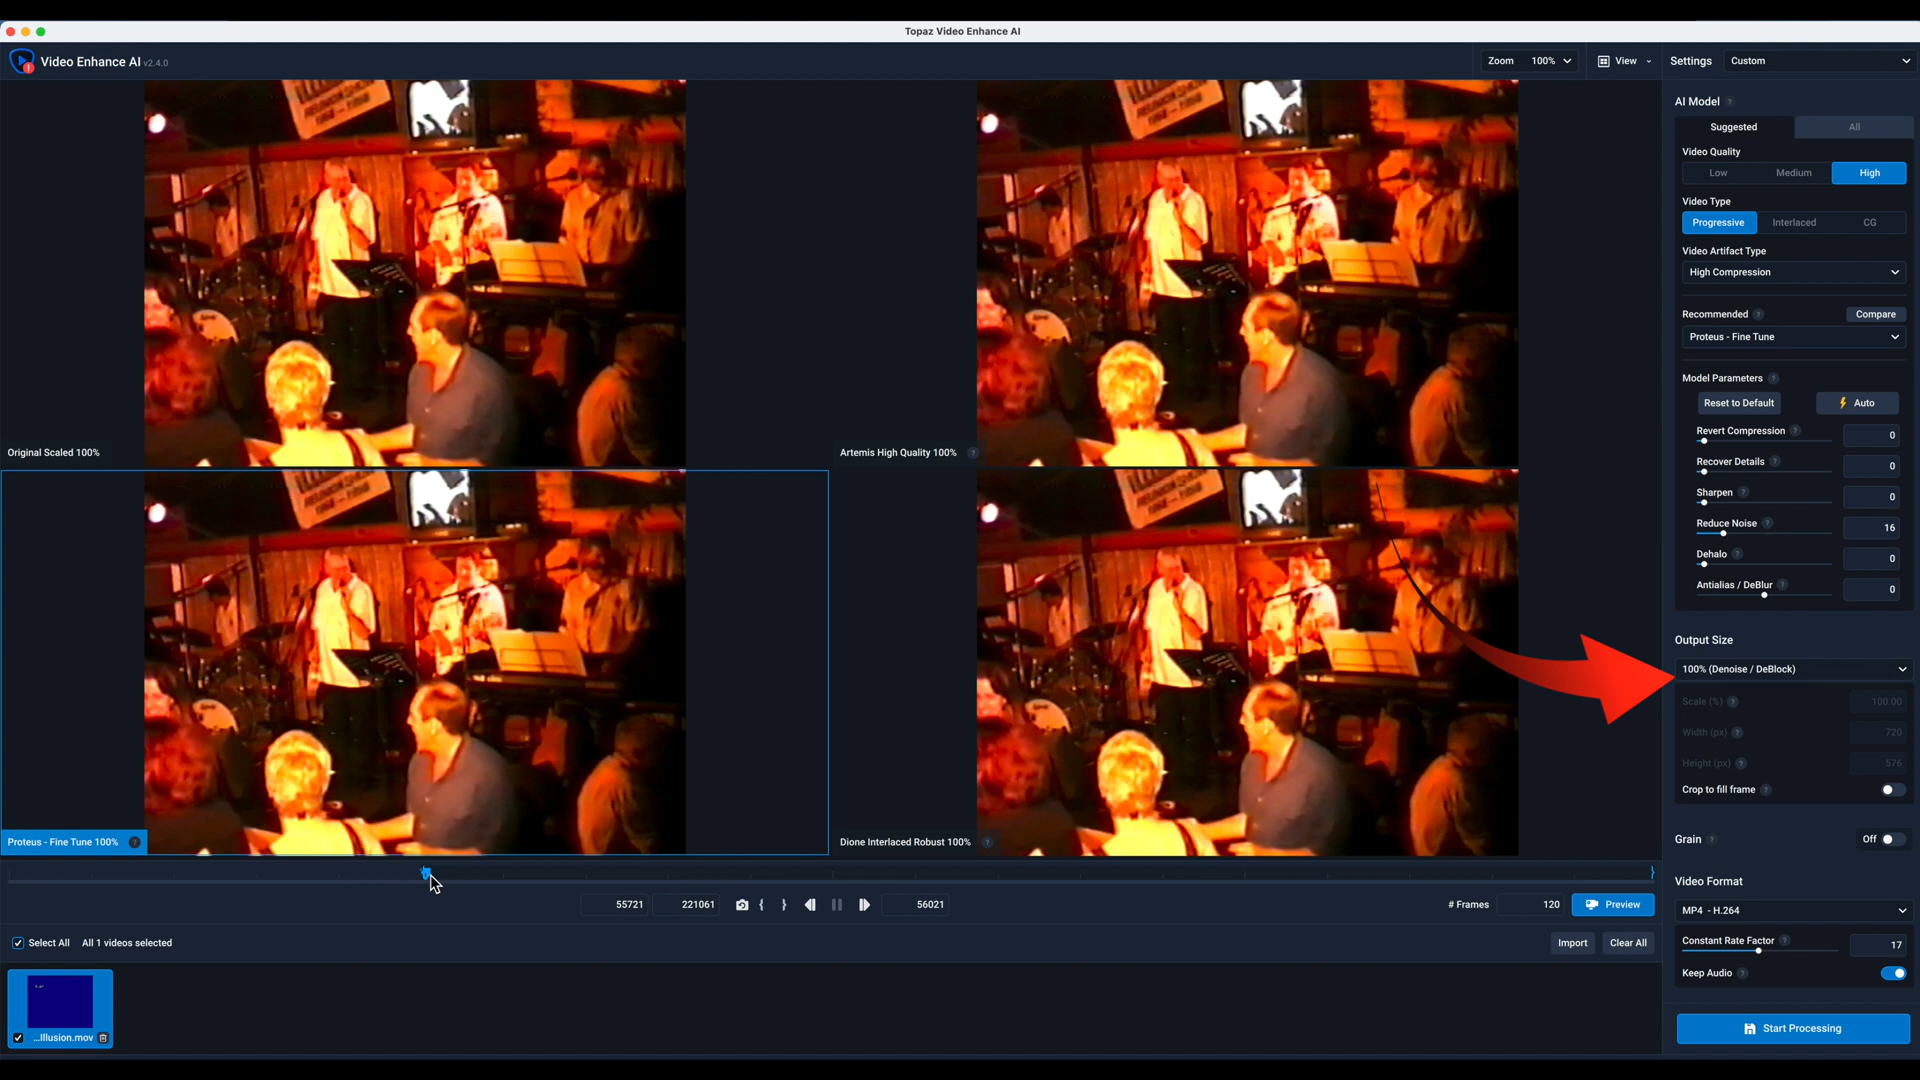 Topaz Video Enhance AI
Video Enhance AI v2.4.0
Zoom 100%
View
Settings Custom
AI Model ?
Suggested All
Video Quality
Low Medium High
Video Type
Progressive Interlaced CG
Video Artifact Type
High Compression
Recommended ? Compare
Proteus - Fine Tune
Model Parameters ?
Reset to Default Auto
Revert Compression ? 0
Recover Details ? 0
Sharpen ? 0
Reduce Noise ? 16
Dehalo ? 0
Antialias / DeBlur ? 0
Output Size
100% (Denoise / DeBlock)
Scale (%) ? 100.00
Width (px) ? 720
Height (px) ? 576
Crop to fill frame ?
Grain ? Off
Video Format
MP4 - H.264
Constant Rate Factor ? 17
Keep Audio ?
Start Processing
Original Scaled 100%
Artemis High Quality 100% ?
Proteus - Fine Tune 100% ?
Dione Interlaced Robust 100% ?
55721 221061 { } 56021
# Frames 120 Preview
Select All All 1 videos selected
Import Clear All
...Illusion.mov